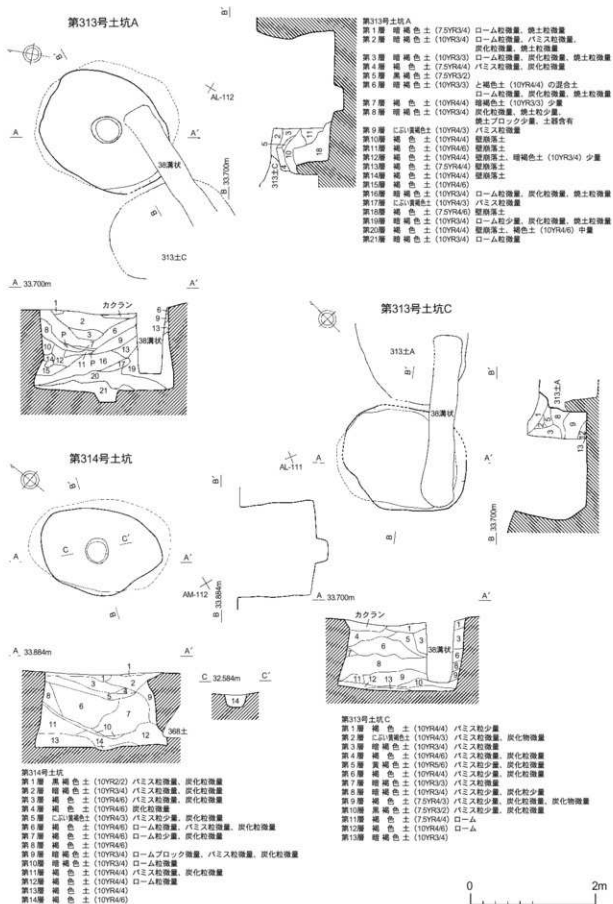 第313号土坑A
第313号土坑A
第1層 暗褐色土(7.5YR3/4)ローム粒微量、焼土粒微量
第2層 暗褐色土(10YR3/4)ローム粒微量、パミス粒微量、
炭化粒微量、焼土粒微量
第3層 暗褐色土(10YR3/3)ローム粒微量、炭化粒微量、焼土粒微量
第4層 褐色土(7.5YR4/4)パミス粒微量、炭化粒微量
第5層 黒褐色土(7.5YR3/2)
第6層 暗褐色土(10YR3/3)と褐色土(10YR4/4)の混合土
ローム粒微量、炭化粒微量、焼土粒微量
第7層 褐色土(10YR4/4)暗褐色土(10YR3/3)少量
第8層 暗褐色土(10YR3/4)炭化粒微量、焼土粒少量、
焼土ブロック少量、土器含有
第9層 にぶい黄褐色土(10YR4/3)パミス粒微量
第10層 褐色土(10YR4/4)壁崩落土
第11層 褐色土(10YR4/6)壁崩落土
第12層 褐色土(10YR4/4)壁崩落土、暗褐色土(10YR3/4)少量
第13層 褐色土(7.5YR4/4)壁崩落土
第14層 褐色土(10YR4/6)壁崩落土
第15層 褐色土(10YR4/6)
第16層 暗褐色土(10YR3/4)ローム粒微量、炭化粒微量、焼土粒微量
第17層 にぶい黄褐色土(10YR4/3)パミス粒微量
第18層 褐色土(7.5YR4/6)壁崩落土
第19層 暗褐色土(10YR3/4)ローム粒少量、炭化粒微量、焼土粒微量
第20層 褐色土(10YR4/4)壁崩落土、褐色土(10YR4/6)中量
第21層 暗褐色土(10YR3/4)ローム粒微量
B'
AL-112
A
A'
38溝状
B
33.700m
313土C
313土C
A 33.700m
A'
カクラン
38溝状
第313号土坑C
313土A
B'
38溝状
AL-111
A
A'
B
313土A
B 33.700m
A 33.700m
A'
カクラン
38溝状
第314号土坑
B'
A
A'
C
C'
AM-112
B
B 33.884m
A 33.884m
A'
368土
C 32.584m
C'
14
第314号土坑
第1層 黒褐色土(10YR2/2)パミス粒微量、炭化粒微量
第2層 暗褐色土(10YR3/4)パミス粒微量、炭化粒微量
第3層 褐色土(10YR4/6)パミス粒微量、炭化粒微量
第4層 褐色土(10YR4/6)炭化粒微量
第5層 にぶい黄褐色土(10YR4/3)パミス粒少量、炭化粒微量
第6層 褐色土(10YR4/6)ローム粒微量、パミス粒微量、炭化粒微量
第7層 褐色土(10YR4/6)ローム粒少量、炭化粒微量
第8層 褐色土(10YR4/6)
第9層 暗褐色土(10YR3/4)ロームブロック微量、パミス粒微量、炭化粒微量
第10層 暗褐色土(10YR3/4)ローム粒微量
第11層 褐色土(10YR4/4)パミス粒微量、炭化粒微量
第12層 褐色土(10YR4/4)ローム粒微量
第13層 褐色土(10YR4/4)
第14層 褐色土(10YR4/6)
第313号土坑C
第1層 褐色土(10YR4/4)パミス粒少量
第2層 にぶい黄褐色土(10YR4/3)パミス粒微量、炭化物微量
第3層 暗褐色土(10YR3/4)パミス粒微量
第4層 褐色土(10YR4/6)パミス粒微量、炭化粒微量
第5層 黄褐色土(10YR5/6)パミス粒少量、炭化粒微量
第6層 褐色土(10YR4/4)パミス粒少量、炭化粒微量
第7層 暗褐色土(10YR3/3)炭化粒微量
第8層 暗褐色土(10YR3/4)パミス粒少量、炭化粒少量
第9層 褐色土(7.5YR4/3)パミス粒少量、炭化粒微量、炭化物微量
第10層 黒褐色土(7.5YR3/2)パミス粒少量、炭化粒微量
第11層 褐色土(7.5YR4/4)ローム
第12層 褐色土(10YR4/6)ローム
第13層 暗褐色土(10YR3/4)
0
2m